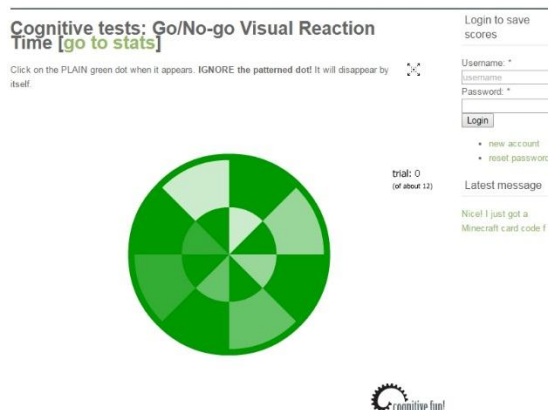 Cognitive tests: Go/No-go Visual Reaction
Time [go to stats]
Click on the PLAIN green dot when it appears. IGNORE the patterned dot! It will disappear by
itself.
trial: 0
(of about 12)
cognitive fun!
Login to save
scores
Username: *
username
Password: *
Login
new account
reset password
Latest message
Nice! I just got a
Minecraft card code f